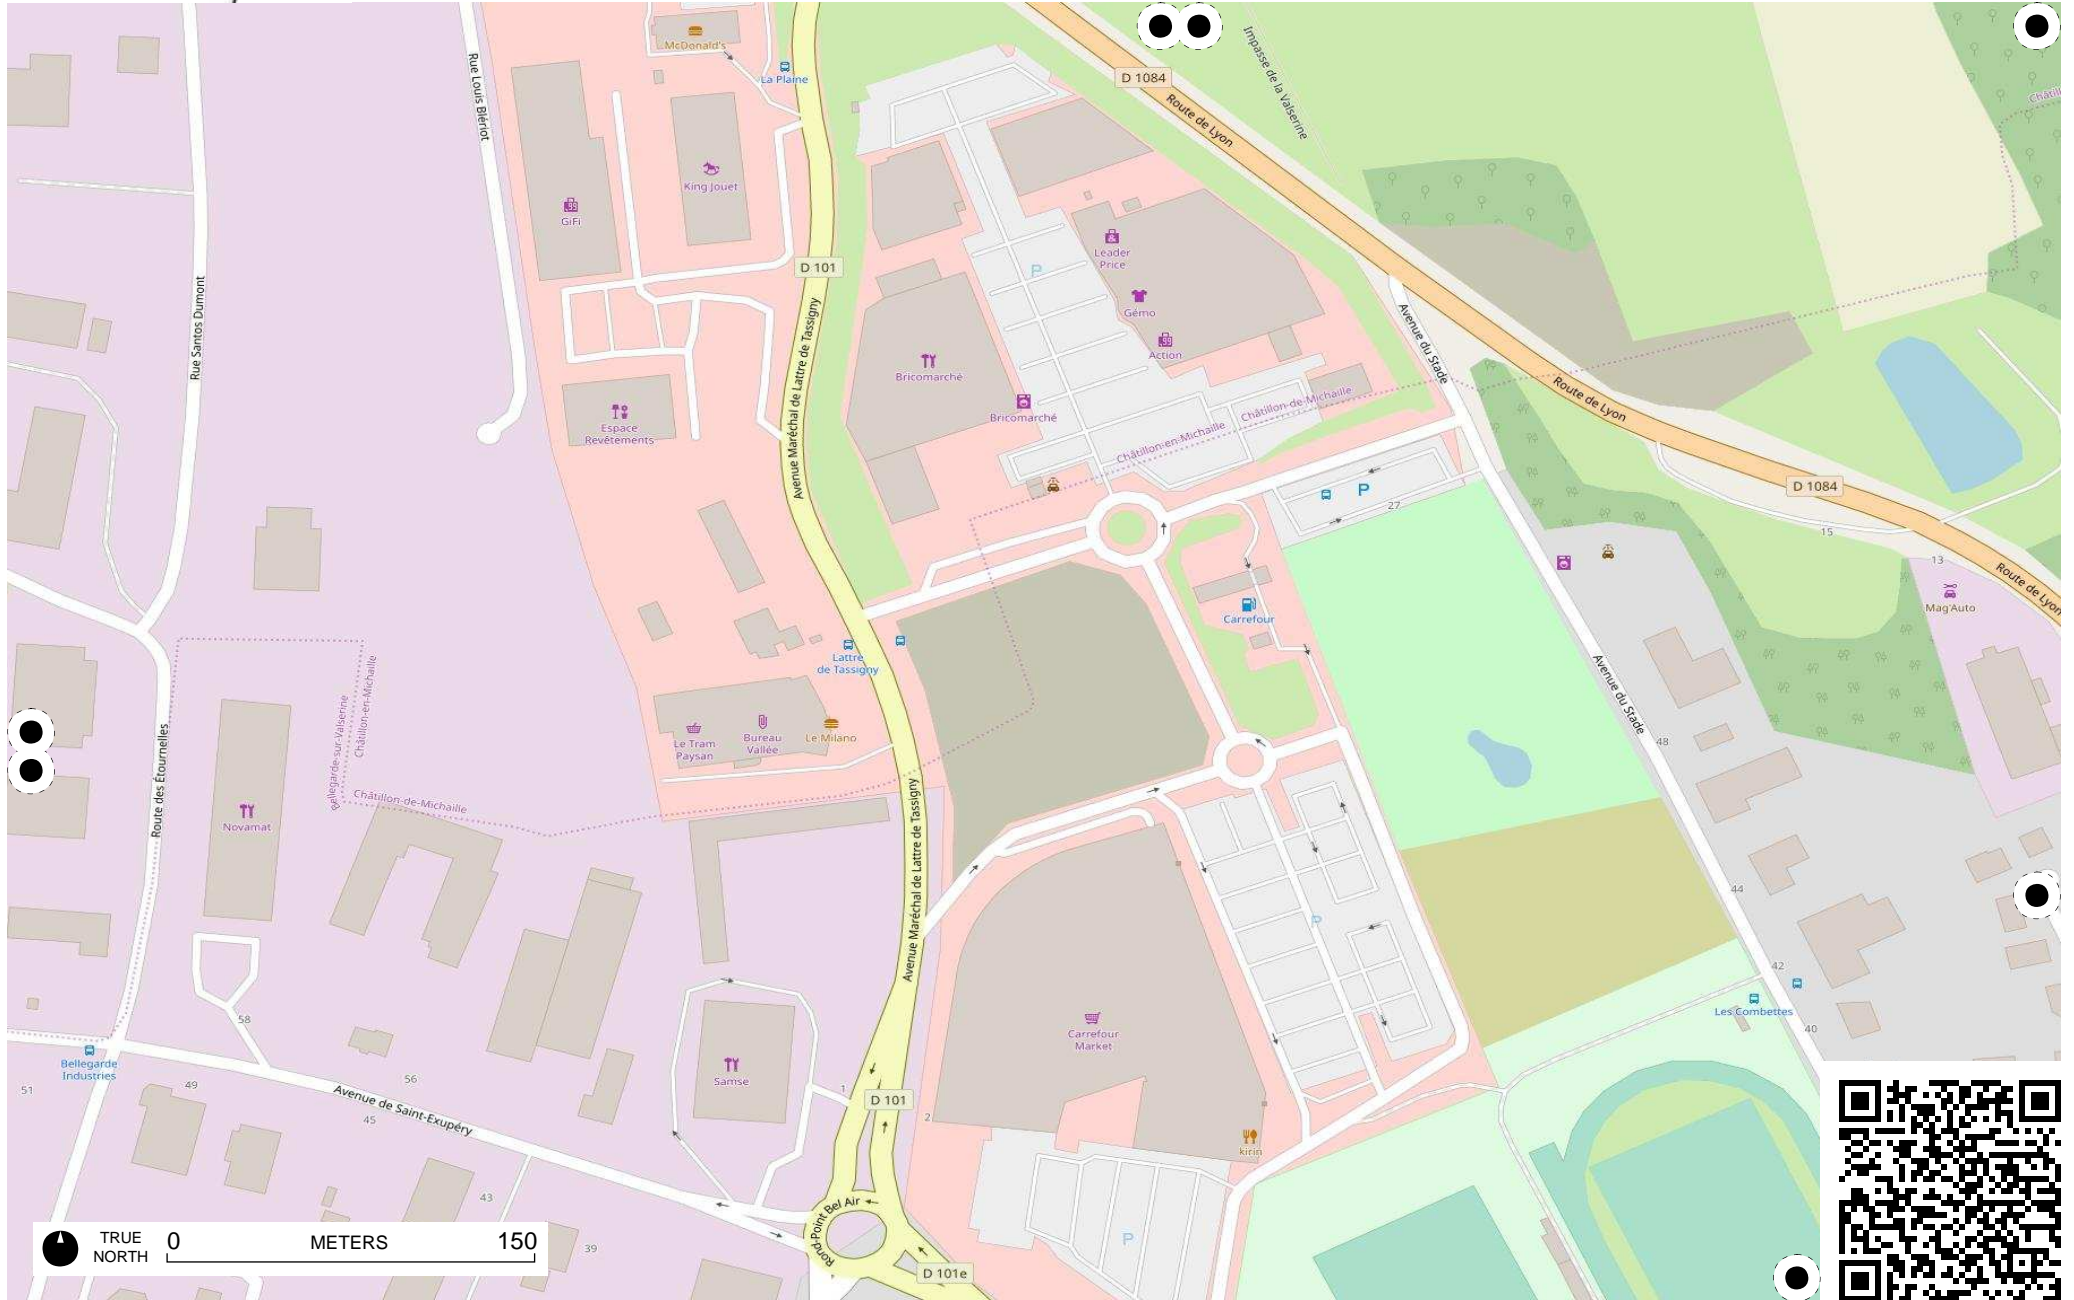 McDonald's
La Plaine
D 1084
Route de Lyon
Impasse de la Valserine
Châtill
Rue Louis Blériot
King Jouet
GiFi
Leader
Price
D 101
P
Gémo
Rue Santos Dumont
Avenue Maréchal de Lattre de Tassigny
Action
Bricomarché
Avenue du Stade
Route de Lyon
Châtillon-de-Michaille
Bricomarché
Espace
Revêtements
Châtillon-en-Michaille
D 1084
P
27
15
13
Route de Lyon
Mag'Auto
Carrefour
Lattre
de Tassigny
Avenue du Stade
48
Châtillon-en-Michaille
Bellegarde-sur-Valserine
Le Tram
Paysan
Bureau
Vallée
Le Milano
Route des Étournelles
Châtillon-de-Michaille
Novamat
Avenue Maréchal de Lattre de Tassigny
44
P
42
Les Combettes
40
58
Carrefour
Market
Bellegarde
Industries
51
49
56
45
Avenue de Saint-Exupéry
Samse
1
D 101
2
kirin
43
Rond-Point Bel Air
39
P
D 101e
TRUE
NORTH
0 METERS 150